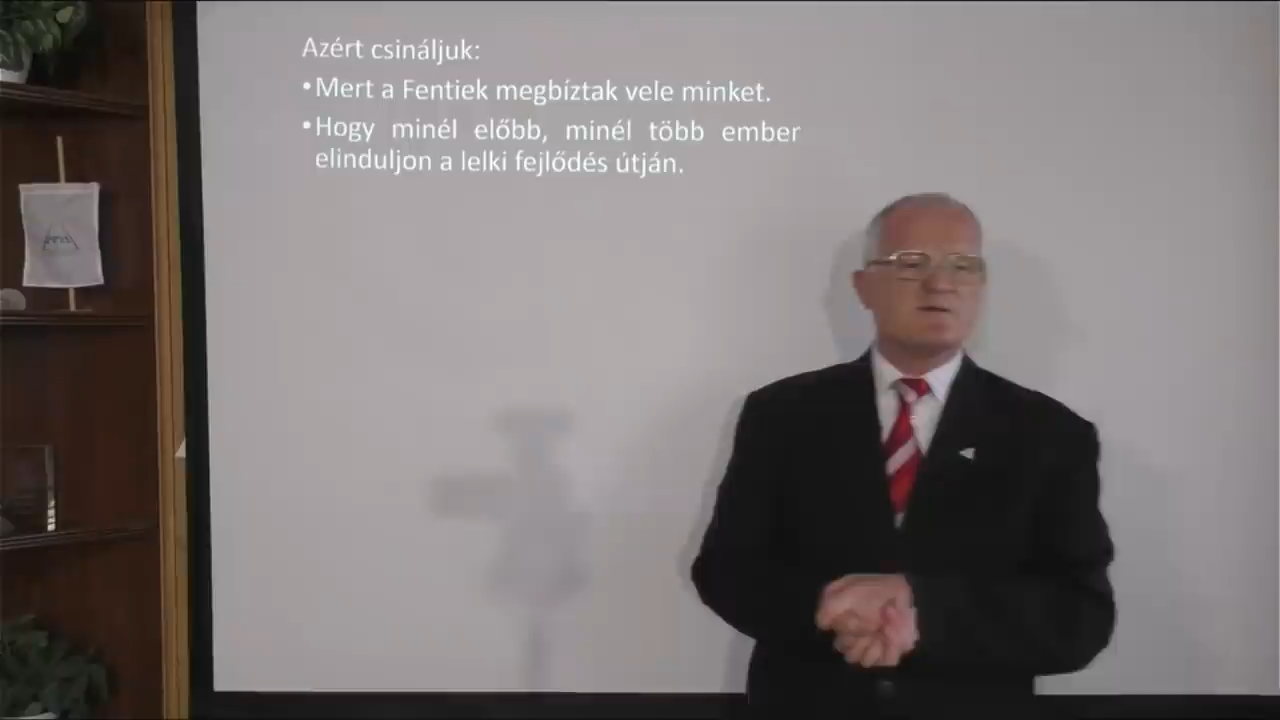 Azért csináljuk:
•Mert a Fentiek megbíztak vele minket.
•Hogy minél előbb, minél több ember
elinduljon a lelki fejlődés útján.